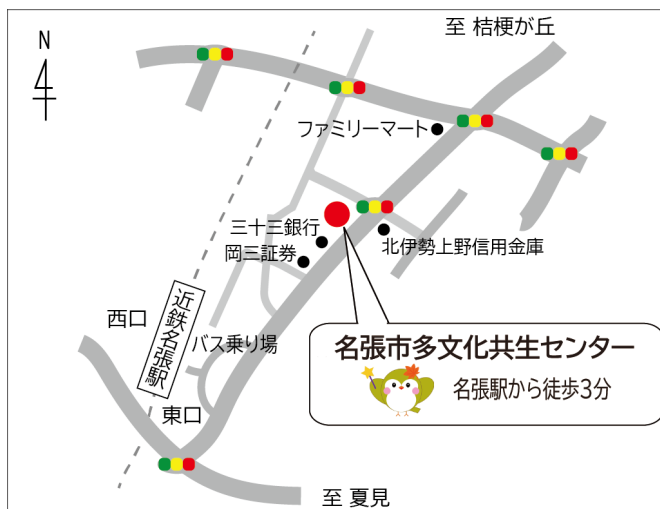 N
至 桔梗が丘
ファミリーマート
三十三銀行
岡三証券
北伊勢上野信用金庫
近鉄名張駅
西口
バス乗り場
東口
名張市多文化共生センター
名張駅から徒歩3分
至 夏見